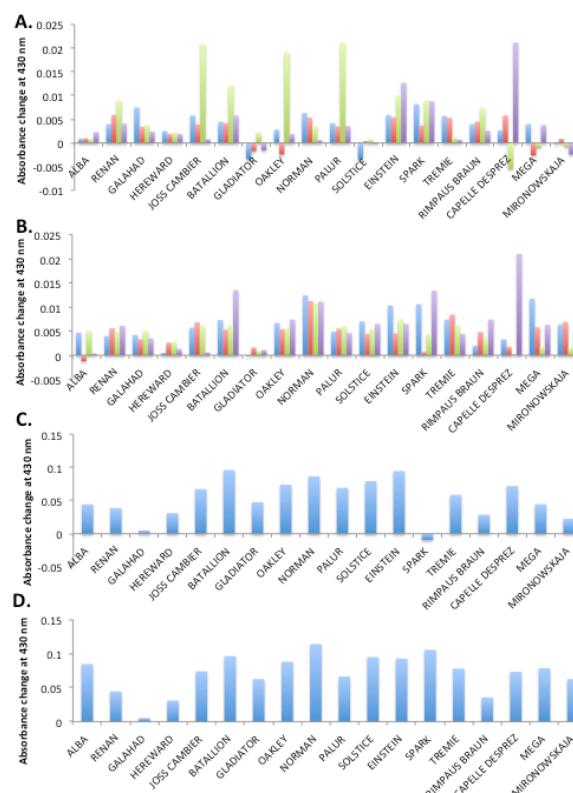 A.
Absorbance change at 430 nm
0.025
0.02
0.015
0.01
0.005
0
-0.005
-0.01
ALBA
RENAN
GALAHAD
HEREWARD
JOSS CAMBIER
BATALLION
GLADIATOR
OAKLEY
NORMAN
PALUR
SOLSTICE
EINSTEIN
SPARK
TREMIE
RIMPAUS BRAUN
CAPELLE DESPREZ
MEGA
MIRONOWSKAJA
B.
Absorbance change at 430 nm
0.025
0.02
0.015
0.01
0.005
0
-0.005
ALBA
RENAN
GALAHAD
HEREWARD
JOSS CAMBIER
BATALLION
GLADIATOR
OAKLEY
NORMAN
PALUR
SOLSTICE
EINSTEIN
SPARK
TREMIE
RIMPAUS BRAUN
CAPELLE DESPREZ
MEGA
MIRONOWSKAJA
C.
Absorbance change at 430 nm
0.15
0.1
0.05
0
-0.05
ALBA
RENAN
GALAHAD
HEREWARD
JOSS CAMBIER
BATALLION
GLADIATOR
OAKLEY
NORMAN
PALUR
SOLSTICE
EINSTEIN
SPARK
TREMIE
RIMPAUS BRAUN
CAPELLE DESPREZ
MEGA
MIRONOWSKAJA
D.
Absorbance change at 430 nm
0.15
0.1
0.05
0
ALBA
RENAN
GALAHAD
HEREWARD
JOSS CAMBIER
BATALLION
GLADIATOR
OAKLEY
NORMAN
PALUR
SOLSTICE
EINSTEIN
SPARK
TREMIE
RIMPAUS BRAUN
CAPELLE DESPREZ
MEGA
MIRONOWSKAJA